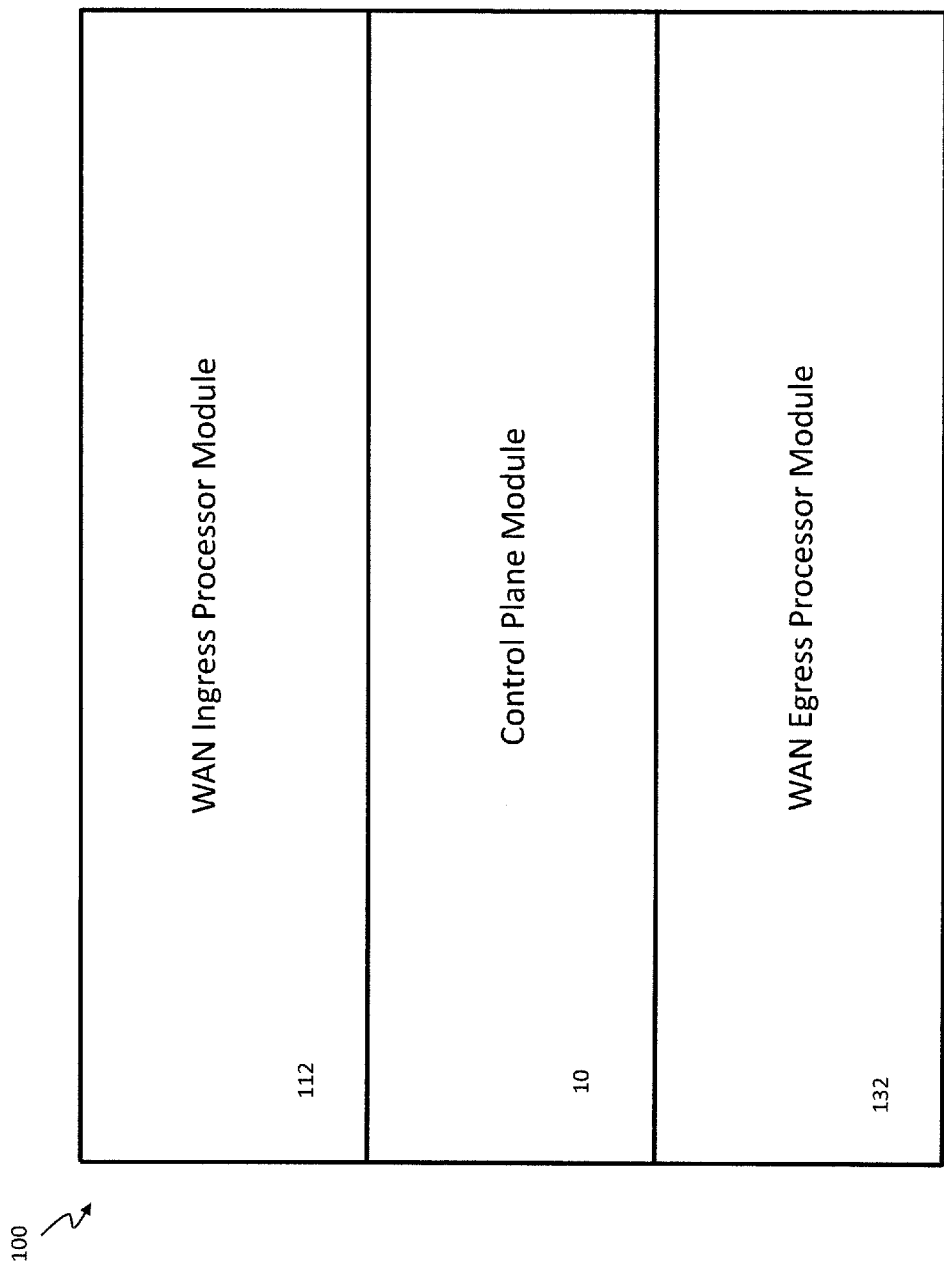 100
WAN Ingress Processor Module
112
Control Plane Module
10
WAN Egress Processor Module
132